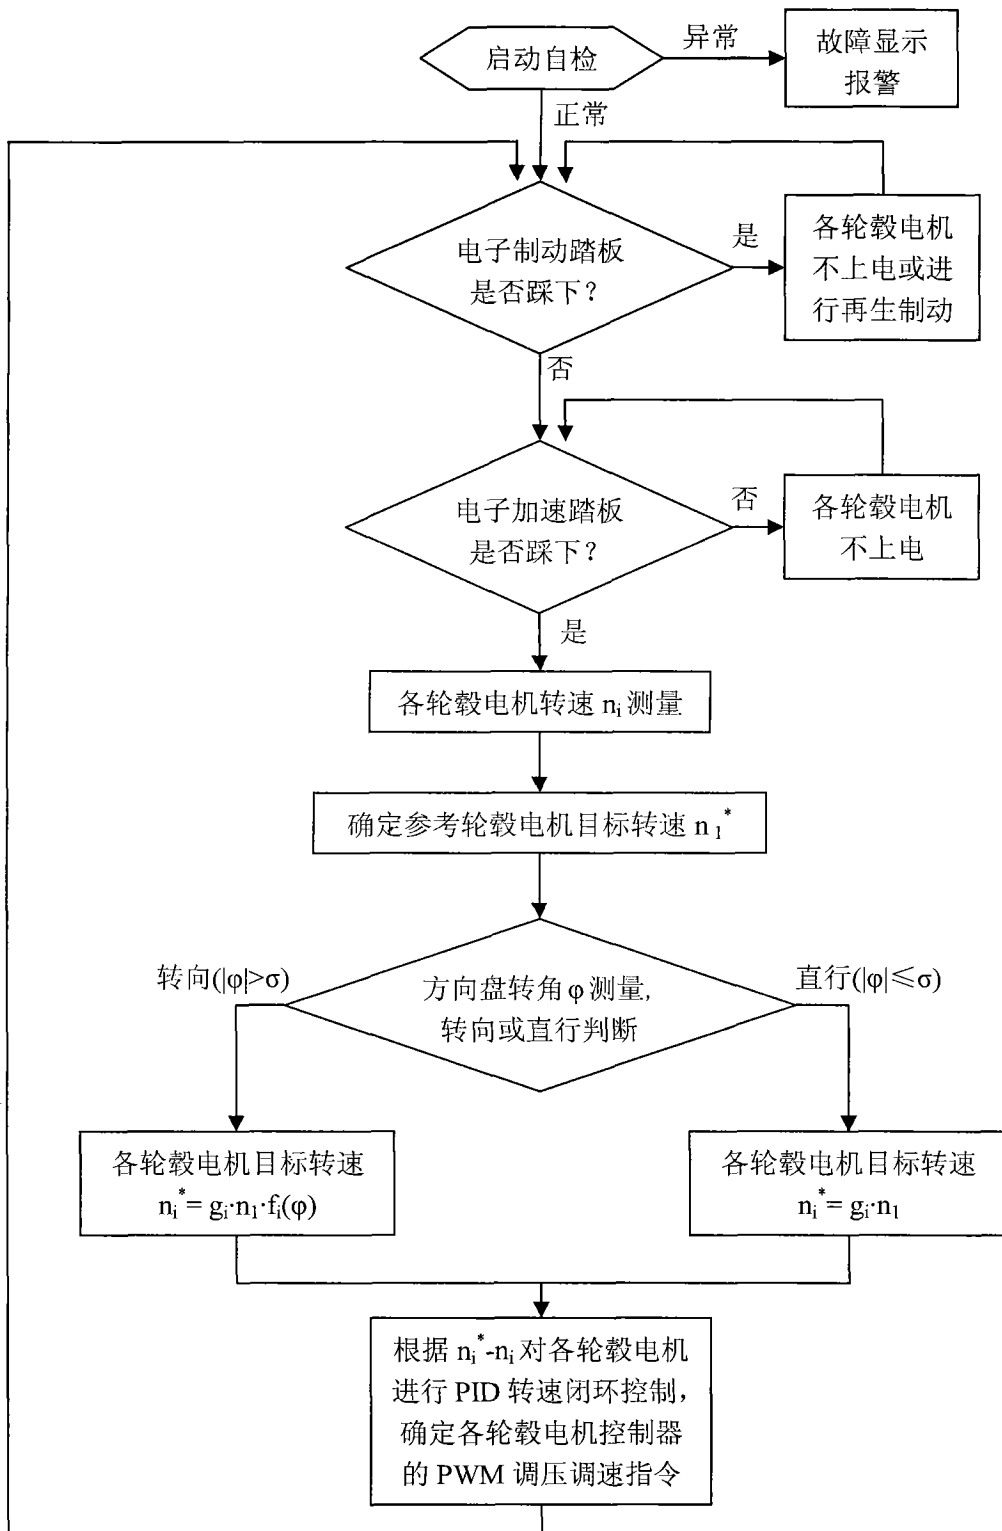 启动自检
异常
故障显示
报警
正常
电子制动踏板
是否踩下?
是
各轮毂电机
不上电或进
行再生制动
否
电子加速踏板
是否踩下?
否
各轮毂电机
不上电
是
各轮毂电机转速 nᵢ 测量
确定参考轮毂电机目标转速 n₁*
转向(|φ|>σ)
方向盘转角 φ 测量,
转向或直行判断
直行(|φ|≤σ)
各轮毂电机目标转速
nᵢ*= gᵢ·n₁·fᵢ(φ)
各轮毂电机目标转速
nᵢ*= gᵢ·n₁
根据 nᵢ*-nᵢ 对各轮毂电机
进行 PID 转速闭环控制，
确定各轮毂电机控制器
的 PWM 调压调速指令